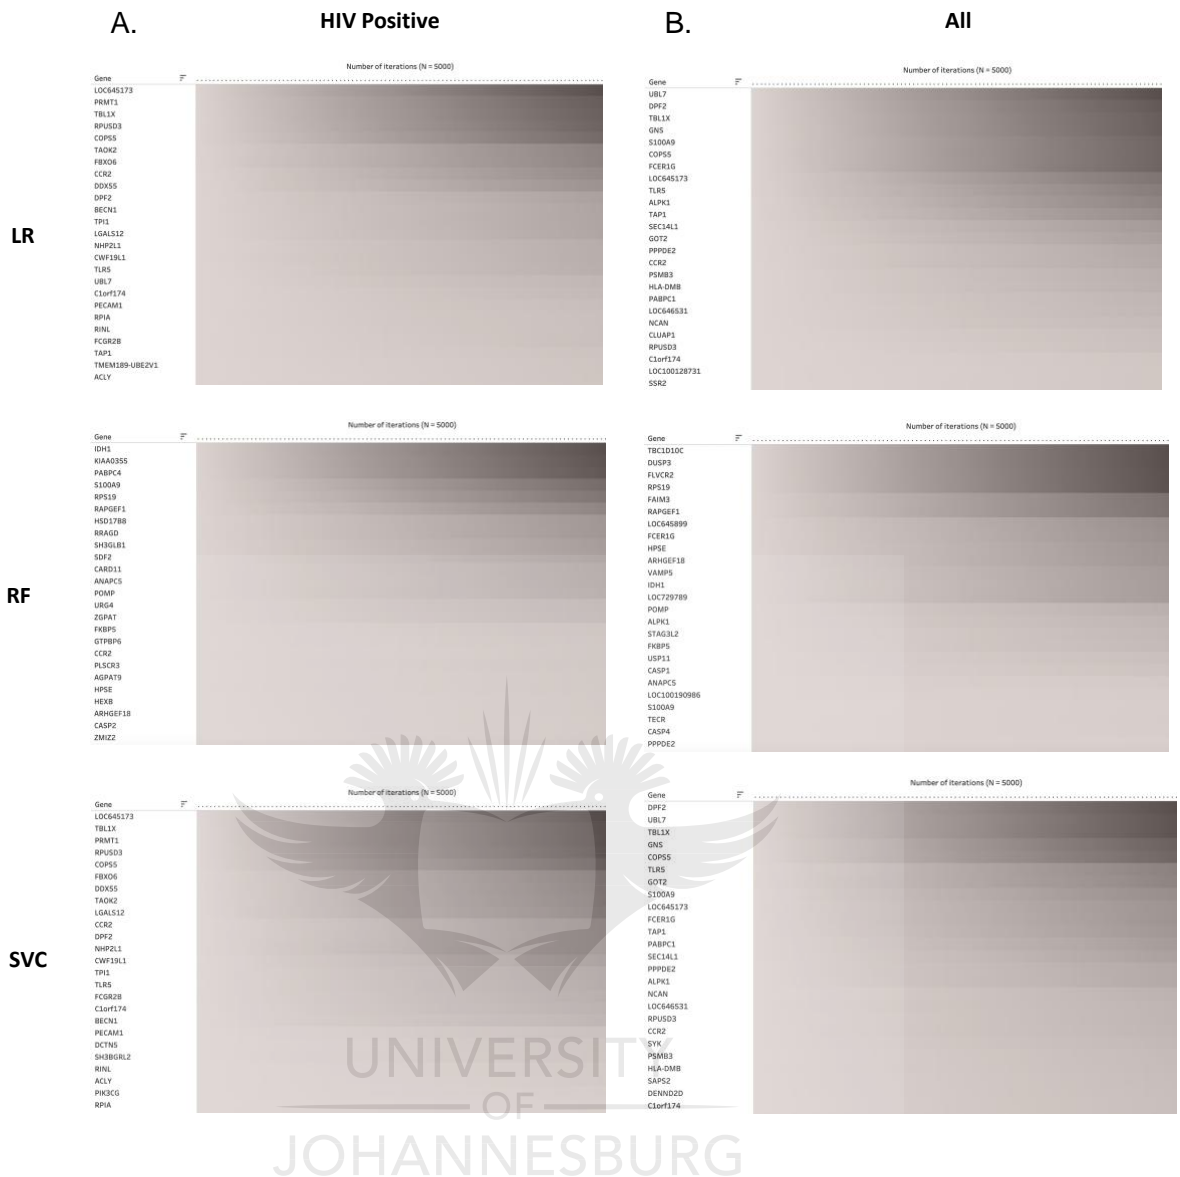 A.
HIV Positive
B.
All
LR
Number of iterations (N = 5000)
Gene
LOC645173
PRMT1
TBL1X
RPUSD3
COPS5
TAOK2
FBXO6
CCR2
DDX55
DPF2
BECN1
TPI1
LGALS12
NHP2L1
CWF19L1
TLR5
UBL7
C1orf174
PECAM1
RPIA
RINL
FCGR2B
TAP1
TMEM189-UBE2V1
ACLY
Number of iterations (N = 5000)
Gene
UBL7
DPF2
TBL1X
GNS
S100A9
COPS5
FCER1G
LOC645173
TLR5
ALPK1
TAP1
SEC14L1
GOT2
PPPDE2
CCR2
PSMB3
HLA-DMB
PABPC1
LOC646531
NCAN
CLUAP1
RPUSD3
C1orf174
LOC100128731
SSR2
RF
Number of iterations (N = 5000)
Gene
IDH1
KIAA0355
PABPC4
S100A9
RPS19
RAPGEF1
HSD17B8
RRAGD
SH3GLB1
SDF2
CARD11
ANAPC5
POMP
URG4
ZGPAT
FKBP5
GTPBP6
CCR2
PLSCR3
AGPAT9
HPSE
HEXB
ARHGEF18
CASP2
ZMIZ2
Number of iterations (N = 5000)
Gene
TBC1D10C
DUSP3
FLVCR2
RPS19
FAIM3
RAPGEF1
LOC645899
FCER1G
HPSE
ARHGEF18
VAMP5
IDH1
LOC729789
POMP
ALPK1
STAG3L2
FKBP5
USP11
CASP1
ANAPC5
LOC100190986
S100A9
TECR
CASP4
PPPDE2
SVC
Number of iterations (N = 5000)
Gene
LOC645173
TBL1X
PRMT1
RPUSD3
COPS5
FBXO6
DDX55
TAOK2
LGALS12
CCR2
DPF2
NHP2L1
CWF19L1
TPI1
TLR5
FCGR2B
C1orf174
BECN1
PECAM1
DCTN5
SH3BGRL2
RINL
ACLY
PIK3CG
RPIA
Number of iterations (N = 5000)
Gene
DPF2
UBL7
TBL1X
GNS
COPS5
TLR5
GOT2
S100A9
LOC645173
FCER1G
TAP1
PABPC1
SEC14L1
PPPDE2
ALPK1
NCAN
LOC646531
RPUSD3
CCR2
SYK
PSMB3
HLA-DMB
SAPS2
DENND2D
C1orf174
UNIVERSITY
OF
JOHANNESBURG